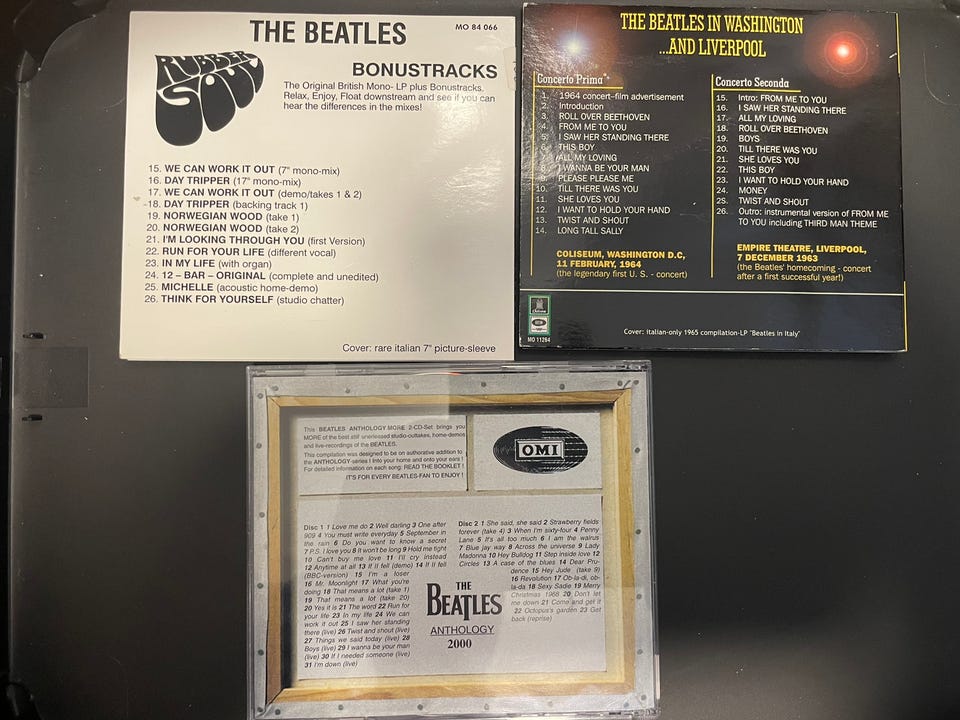 THE BEATLES
MO 84 066
RUBBER
SOUL
BONUSTRACKS
The Original British Mono- LP plus Bonustracks.
Relax, Enjoy, Float downstream and see if you can
hear the differences in the mixes!
15. WE CAN WORK IT OUT (7" mono-mix)
16. DAY TRIPPER (17" mono-mix)
17. WE CAN WORK IT OUT (demo/takes 1 & 2)
18. DAY TRIPPER (backing track 1)
19. NORWEGIAN WOOD (take 1)
20. NORWEGIAN WOOD (take 2)
21. I'M LOOKING THROUGH YOU (first Version)
22. RUN FOR YOUR LIFE (different vocal)
23. IN MY LIFE (with organ)
24. 12 – BAR – ORIGINAL (complete and unedited)
25. MICHELLE (acoustic home-demo)
26. THINK FOR YOURSELF (studio chatter)
Cover: rare italian 7" picture-sleeve
THE BEATLES IN WASHINGTON
...AND LIVERPOOL
Concerto Prima
1. 1964 concert–film advertisement
2. Introduction
3. ROLL OVER BEETHOVEN
4. FROM ME TO YOU
5. I SAW HER STANDING THERE
6. THIS BOY
7. ALL MY LOVING
8. I WANNA BE YOUR MAN
9. PLEASE PLEASE ME
10. TILL THERE WAS YOU
11. SHE LOVES YOU
12. I WANT TO HOLD YOUR HAND
13. TWIST AND SHOUT
14. LONG TALL SALLY
COLISEUM, WASHINGTON D.C,
11 FEBRUARY, 1964
(the legendary first U. S. - concert)
Concerto Seconda
15. Intro: FROM ME TO YOU
16. I SAW HER STANDING THERE
17. ALL MY LOVING
18. ROLL OVER BEETHOVEN
19. BOYS
20. TILL THERE WAS YOU
21. SHE LOVES YOU
22. THIS BOY
23. I WANT TO HOLD YOUR HAND
24. MONEY
25. TWIST AND SHOUT
26. Outro: instrumental version of FROM ME
TO YOU including THIRD MAN THEME
EMPIRE THEATRE, LIVERPOOL,
7 DECEMBER 1963
(the Beatles' homecoming - concert
after a first successful year!)
Odeon
MO 11264
Cover: italian-only 1965 compilation-LP "Beatles in Italy"
This BEATLES ANTHOLOGY MORE 2-CD-Set brings you
MORE of the best still unerleased studio-outtakes, home-demos
and live-recordings of the BEATLES.
This compilation was designed to be on authorative addition to
the ANTHOLOGY-series ! Into your home and onto your ears !
For detailed information on each song: READ THE BOOKLET !
(IT'S FOR EVERY BEATLES-FAN TO ENJOY !
OMI
Disc 1 1 Love me do 2 Well darling 3 One after
909 4 You must write everyday 5 September in
the rain 6 Do you want to know a secret
7 P.S. I love you 8 It won't be long 9 Hold me tight
10 Can't buy me love 11 I'll cry instead
12 Anytime at all 13 If I fell (demo) 14 If I fell
(BBC-version) 15 I'm a loser
16 Mr. Moonlight 17 What you're
doing 18 That means a lot (take 1)
19 That means a lot (take 20)
20 Yes it is 21 The word 22 Run for
your life 23 In my life 24 We can
work it out 25 I saw her standing
there (live) 26 Twist and shout (live)
27 Things we said today (live) 28
Boys (live) 29 I wanna be your man
(live) 30 If I needed someone (live)
31 I'm down (live)
Disc 2 1 She said, she said 2 Strawberry fields
forever (take 4) 3 When I'm sixty-four 4 Penny
Lane 5 It's all too much 6 I am the walrus
7 Blue jay way 8 Across the universe 9 Lady
Madonna 10 Hey Bulldog 11 Step inside love 12
Circles 13 A case of the blues 14 Dear Pru-
dence 15 Hey Jude (take 9)
16 Revolution 17 Ob-la-di, ob-
la-da 18 Sexy Sadie 19 Merry
Christmas 1968 20 Don't let
me down 21 Come and get it
22 Octopus's garden 23 Get
back (reprise)
THE
BEATLES
ANTHOLOGY
2000